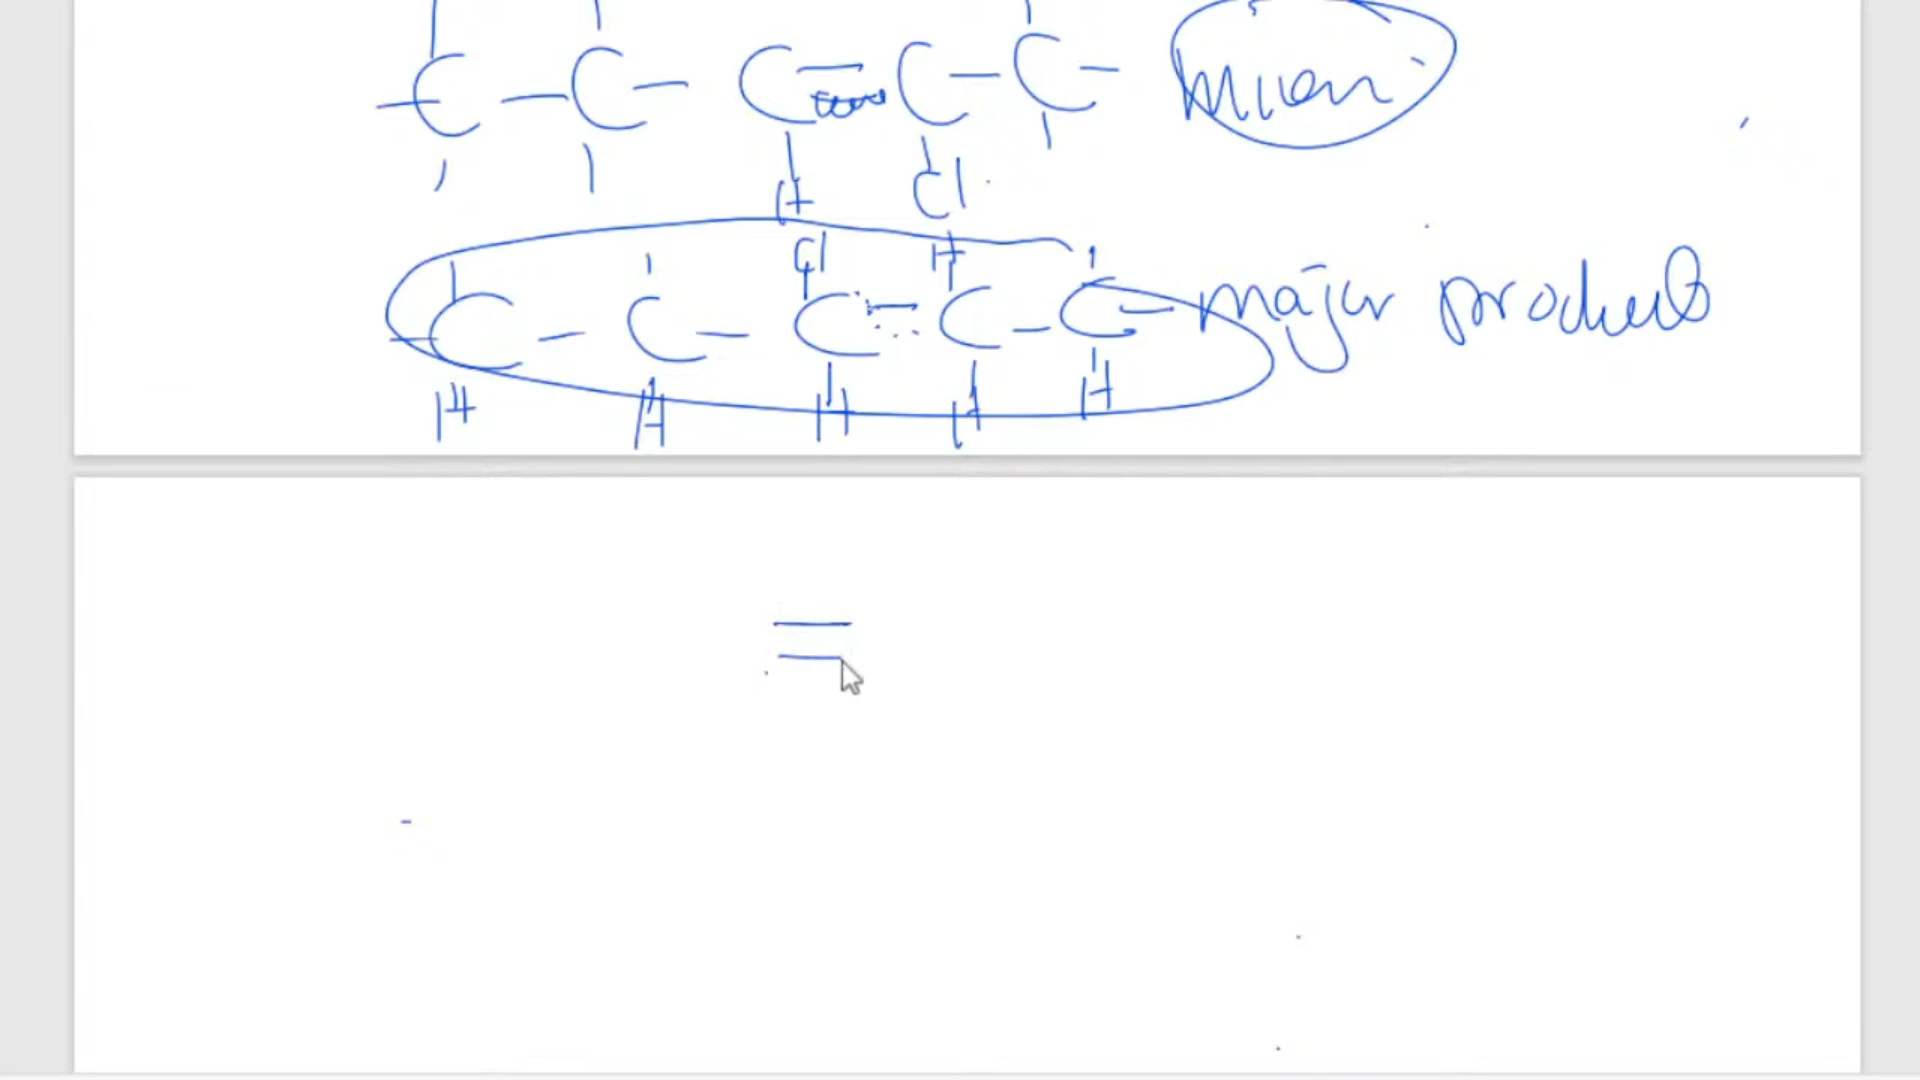 C – C – C = C – C – minor
H Cl
Cl H
– C – C – C = C – C – major product
H H H H H